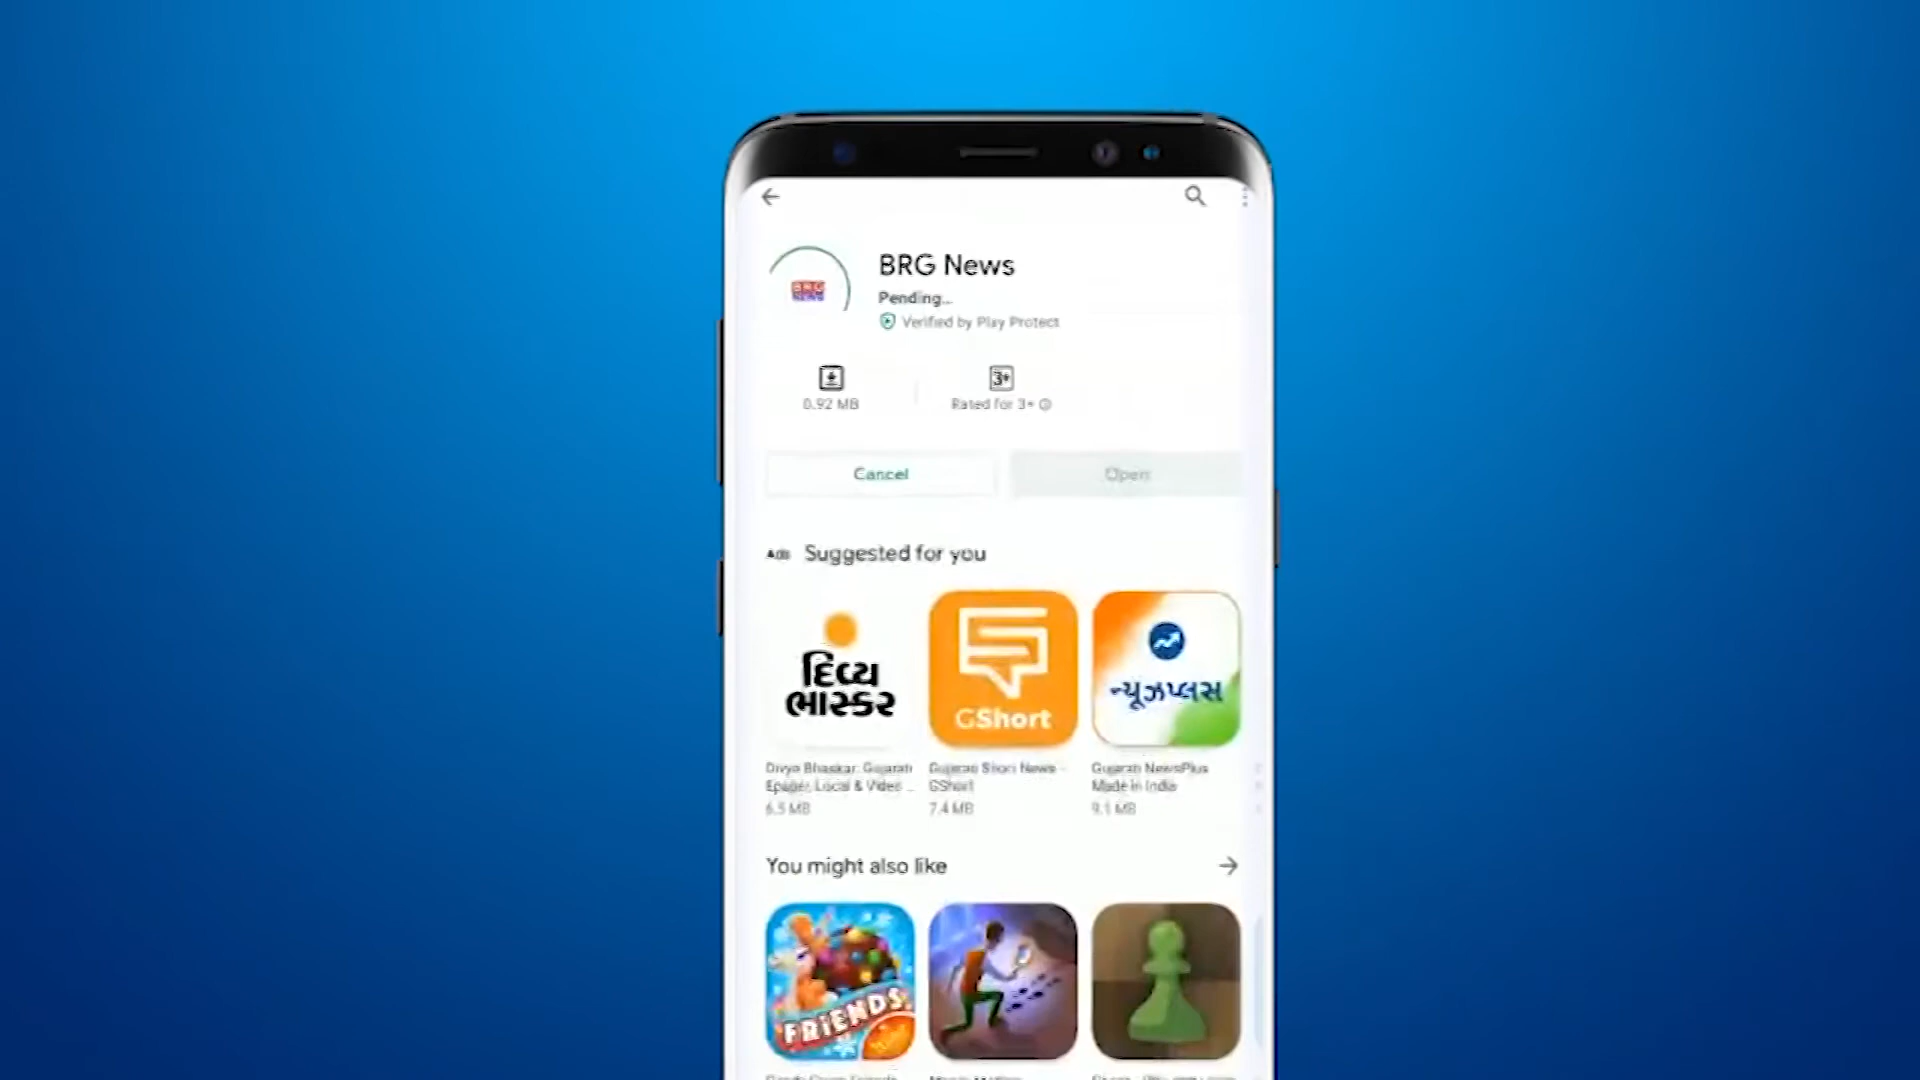 BRG News
BRG
NEWS
Pending...
Verified by Play Protect
3+
0.92 MB
Rated for 3+
Cancel
Open
Ads Suggested for you
દિવ્ય
ભાસ્કર
GShort
ન્યૂઝપ્લસ
Divya Bhaskar: Gujarati
Epaper, Local & Video ...
6.5 MB
Gujarati Short News -
GShort
7.4 MB
Gujarati NewsPlus
Made in India
9.1 MB
You might also like
FRIENDS